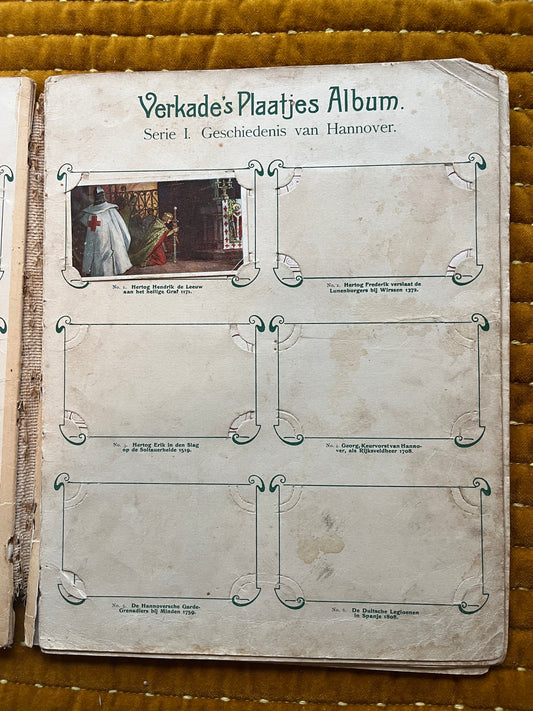 Verkade's Plaatjes Album.
Serie I. Geschiedenis van Hannover.
No. 1. Hertog Hendrik de Leeuw
aan het heilige Graf 1171.
No. 2. Hertog Frederik verslaat de
Lunenburgers bij Winsen 1372.
No. 3. Hertog Erik in den Slag
op de Soltauerheide 1519.
No. 4. Georg, Keurvorst van Hanno-
ver, als Rijksveldheer 1708.
No. 5. De Hannoversche Garde-
Grenadiers bij Minden 1759.
No. 6. De Duitsche Legioenen
in Spanje 1808.